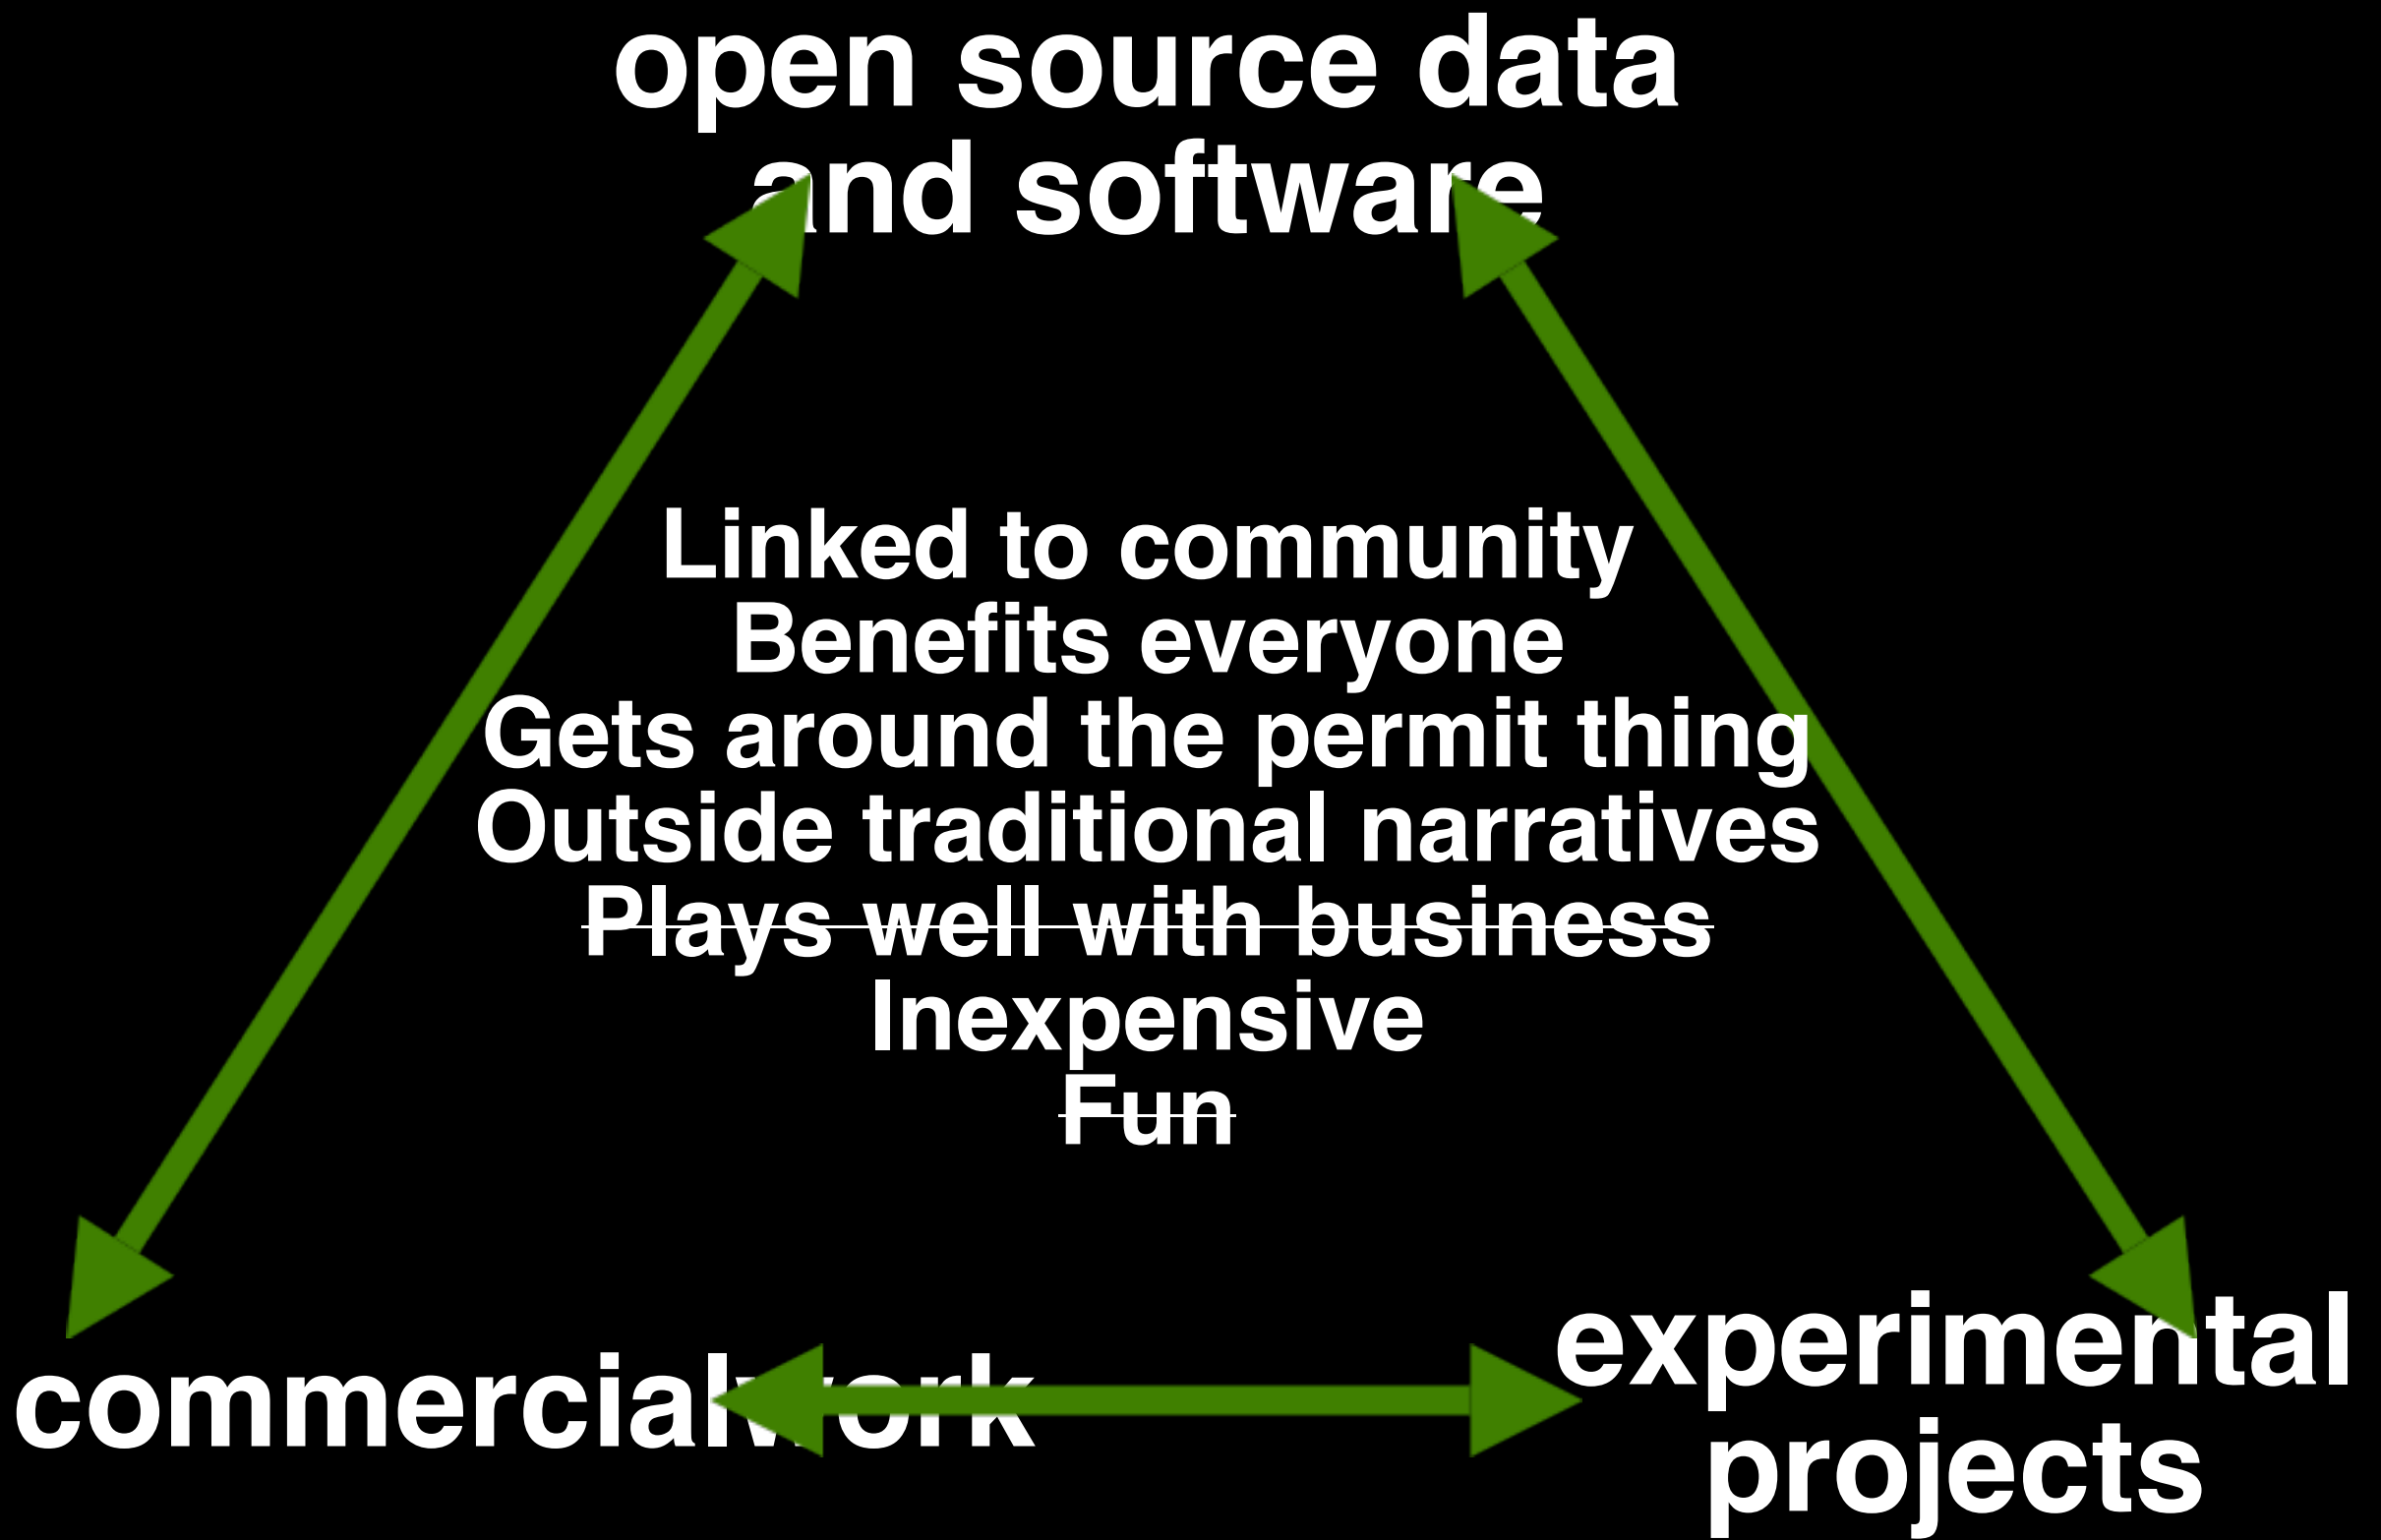 open source data
and software
Linked to community
Benefits everyone
Gets around the permit thing
Outside traditional narratives
Plays well with business
Inexpensive
Fun
commercial work
experimental
projects